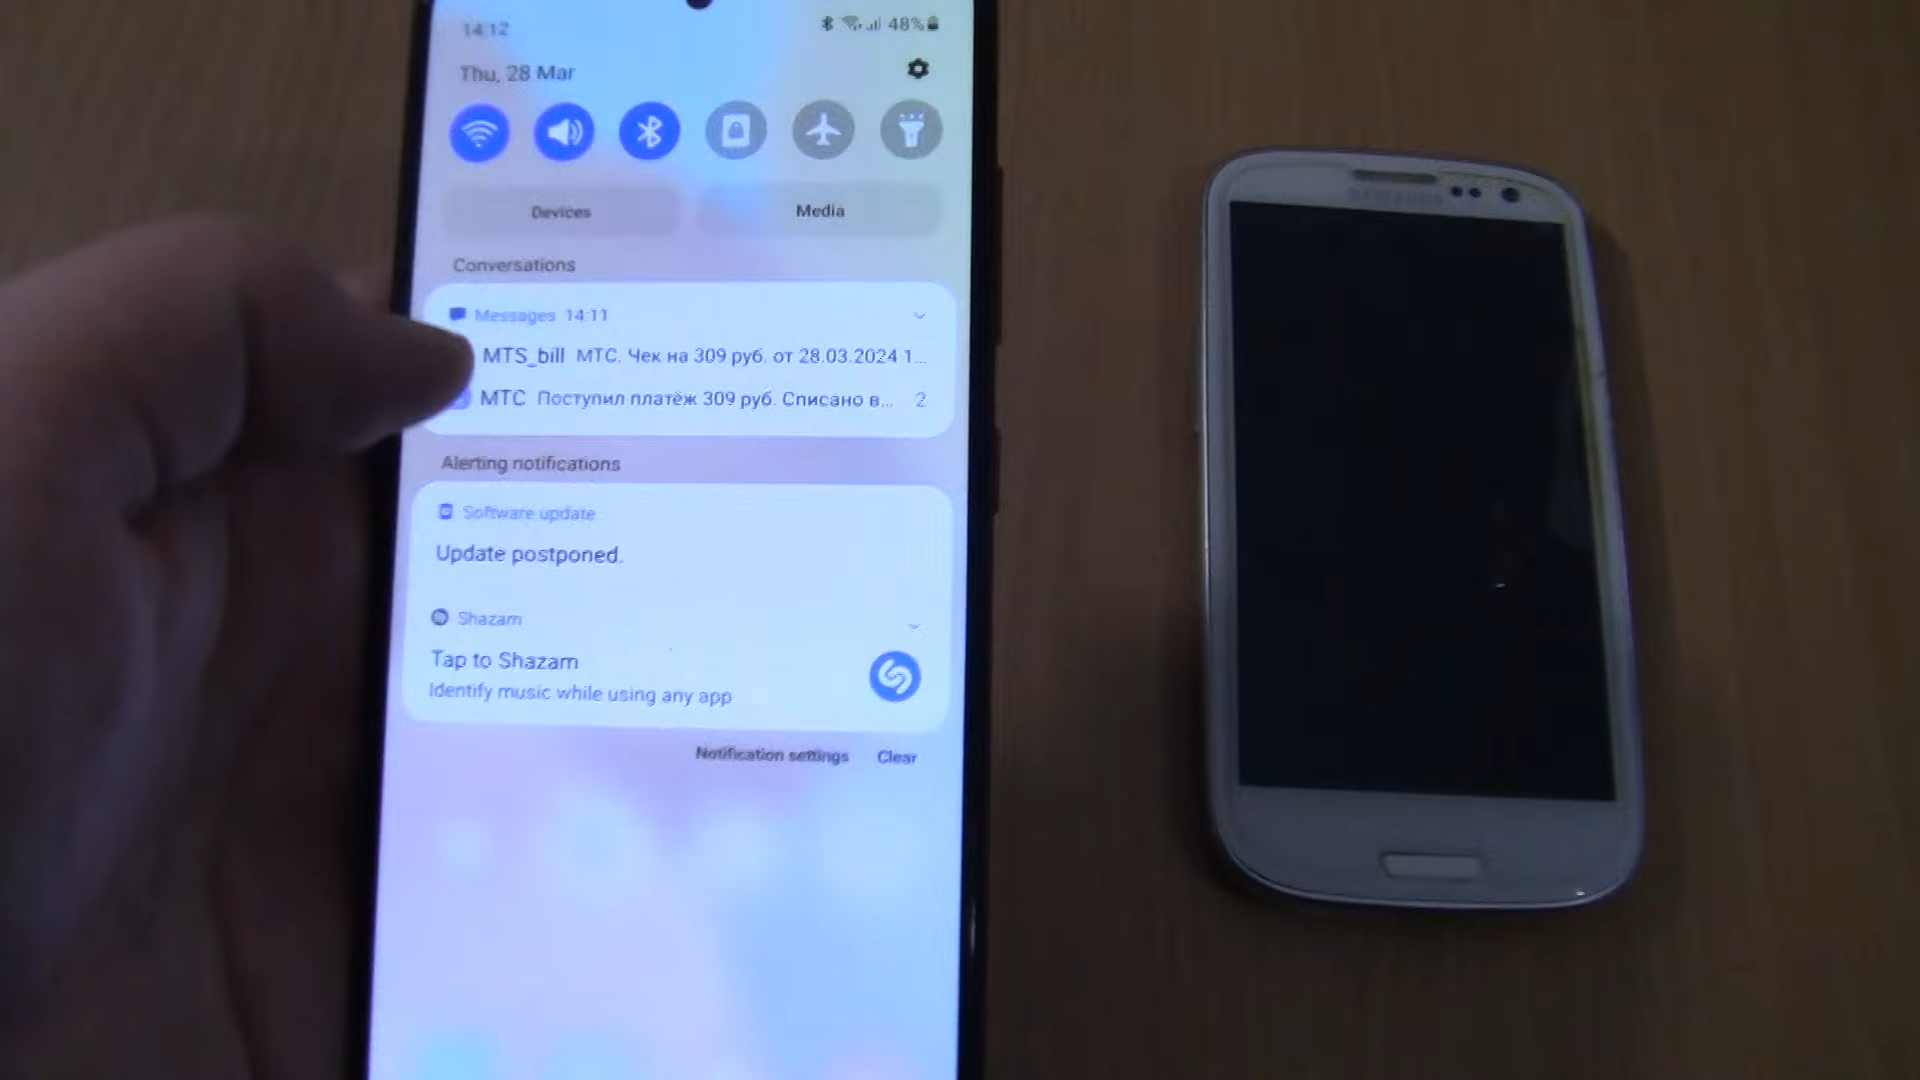 14:12
48%
Thu, 28 Mar
Devices
Media
Conversations
Messages 14:11
MTS_bill МТС. Чек на 309 руб. от 28.03.2024 1...
МТС Поступил платёж 309 руб. Списано в... 2
Alerting notifications
Software update
Update postponed.
Shazam
Tap to Shazam
Identify music while using any app
Notification settings Clear
SAMSUNG